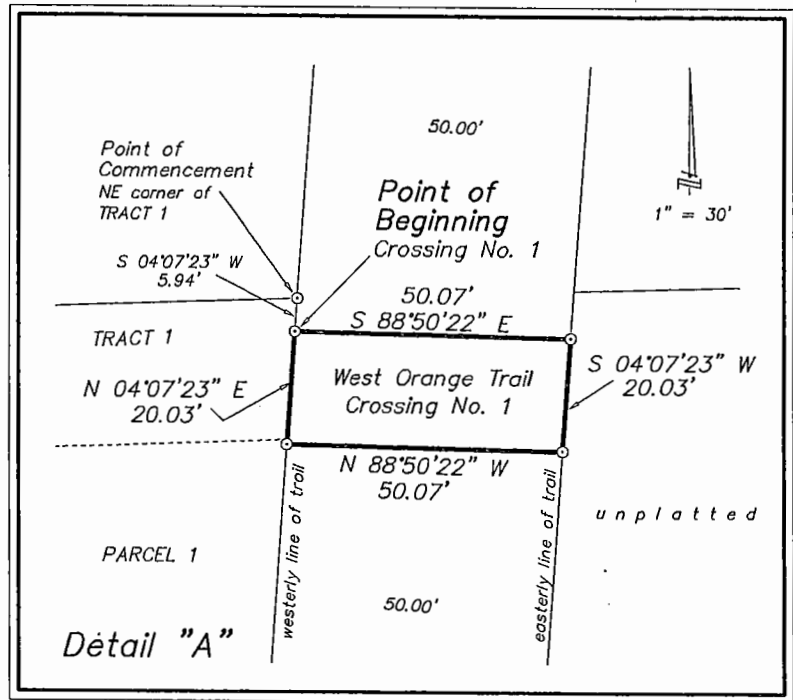 50.00'
Point of
Commencement
NE corner of
TRACT 1
Point of
Beginning
Crossing No. 1
1" = 30'
S 04°07'23" W
5.94'
50.07'
S 88°50'22" E
TRACT 1
N 04°07'23" E
20.03'
West Orange Trail
Crossing No. 1
S 04°07'23" W
20.03'
N 88°50'22" W
50.07'
westerly line of trail
easterly line of trail
unplatted
PARCEL 1
50.00'
Detail "A"